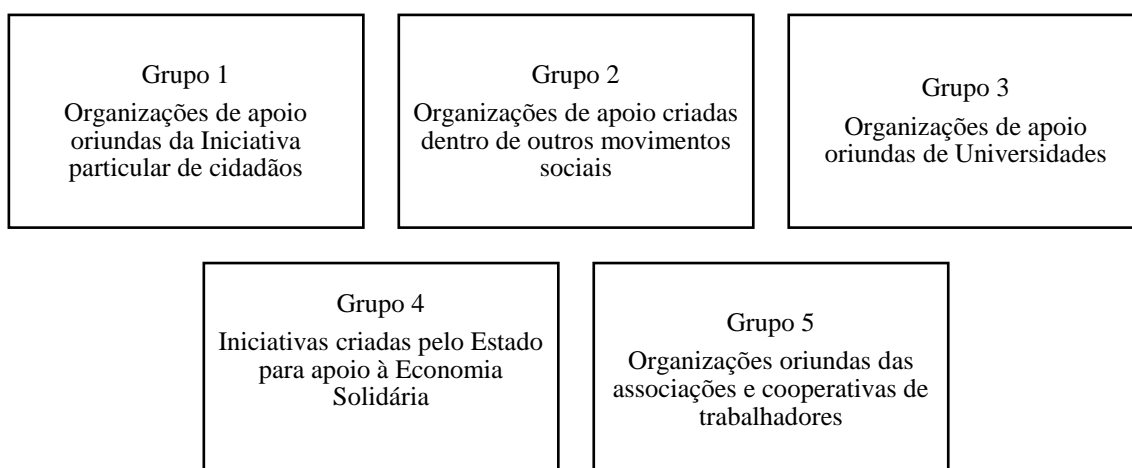 Grupo 1
Organizações de apoio
oriundas da Iniciativa
particular de cidadãos
Grupo 2
Organizações de apoio criadas
dentro de outros movimentos
sociais
Grupo 3
Organizações de apoio
oriundas de Universidades
Grupo 4
Iniciativas criadas pelo Estado
para apoio à Economia
Solidária
Grupo 5
Organizações oriundas das
associações e cooperativas de
trabalhadores